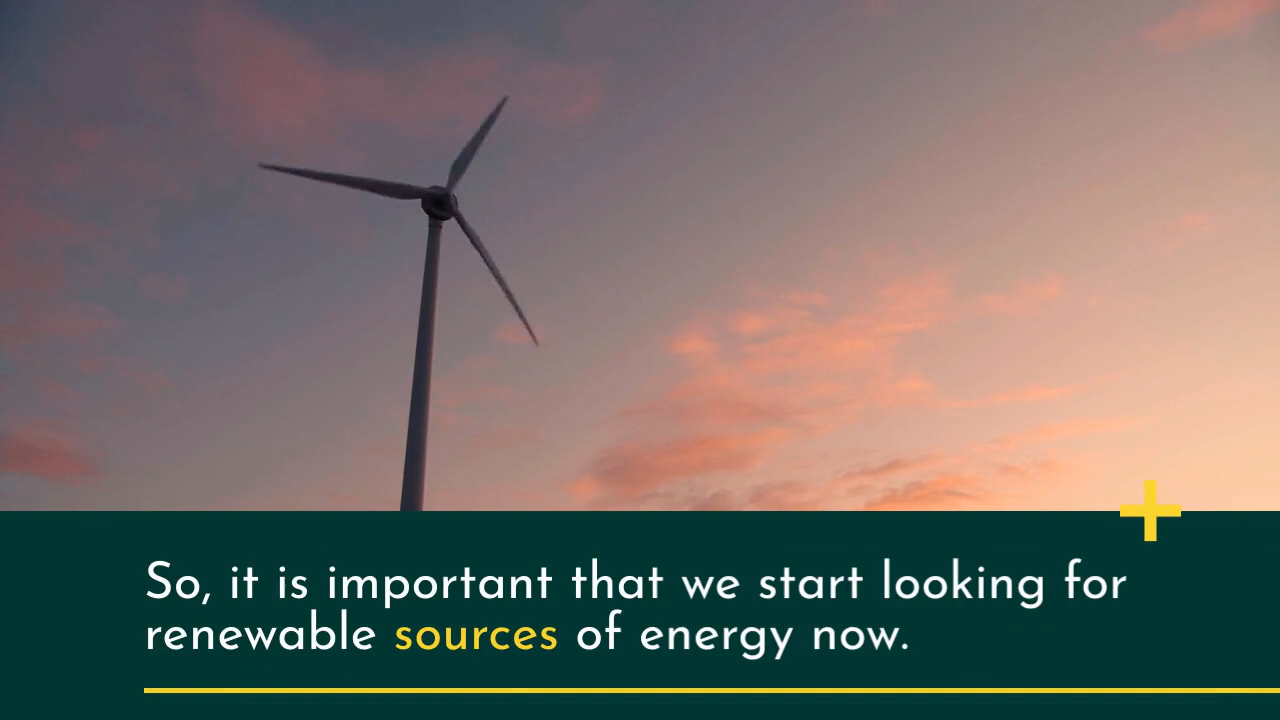 So, it is important that we start looking for
renewable sources of energy now.